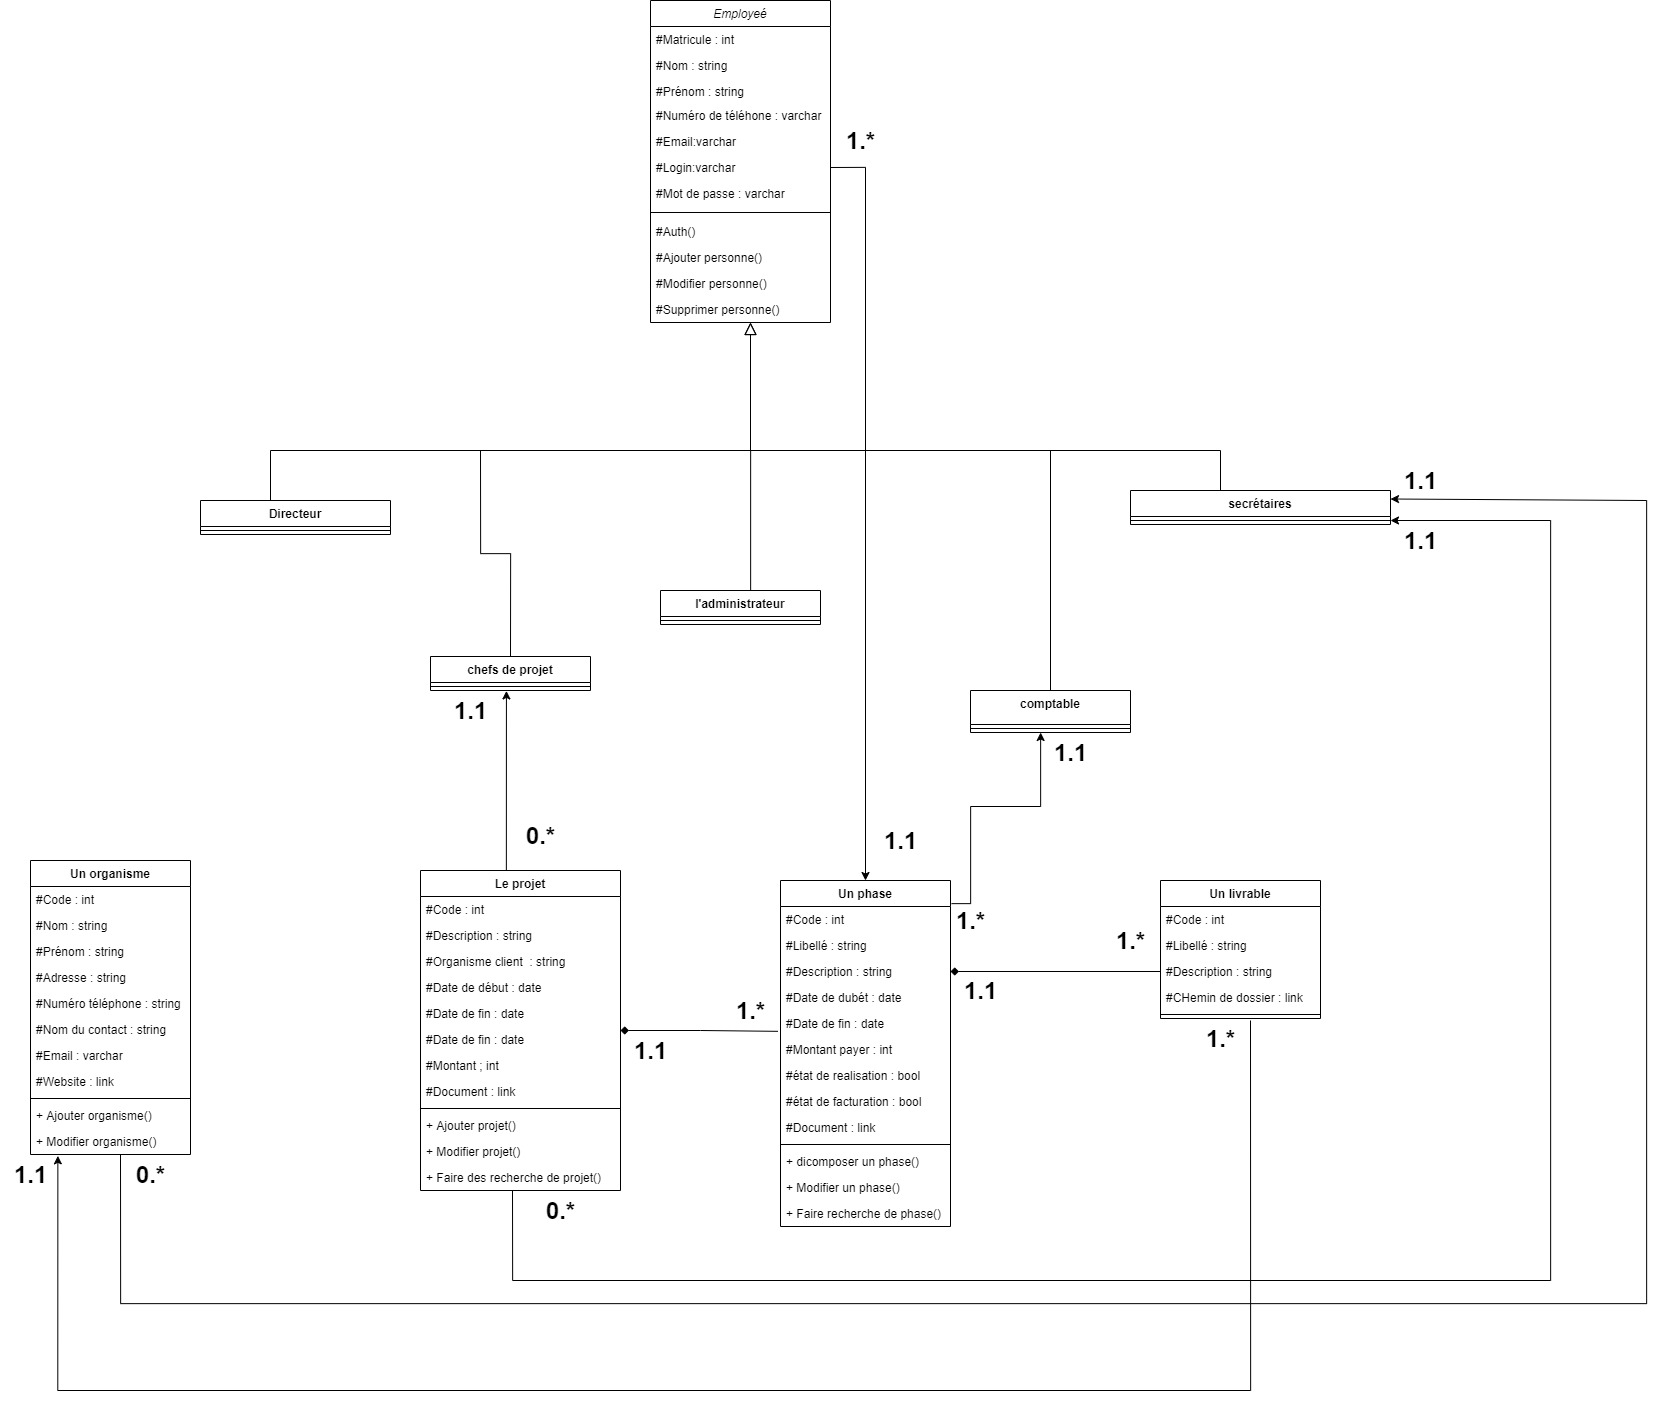 Employeé
#Matricule : int
#Nom : string
#Prénom : string
#Numéro de téléhone : varchar
#Email:varchar
#Login:varchar
#Mot de passe : varchar
#Auth()
#Ajouter personne()
#Modifier personne()
#Supprimer personne()
1.*
Directeur
secrétaires
1.1
1.1
l'administrateur
chefs de projet
1.1
comptable
1.1
0.*
1.1
Un organisme
#Code : int
#Nom : string
#Prénom : string
#Adresse : string
#Numéro téléphone : string
#Nom du contact : string
#Email : varchar
#Website : link
+ Ajouter organisme()
+ Modifier organisme()
1.1
0.*
Le projet
#Code : int
#Description : string
#Organisme client  : string
#Date de début : date
#Date de fin : date
#Date de fin : date
#Montant ; int
#Document : link
+ Ajouter projet()
+ Modifier projet()
+ Faire des recherche de projet()
0.*
1.1
1.*
Un phase
#Code : int
#Libellé : string
#Description : string
#Date de dubét : date
#Date de fin : date
#Montant payer : int
#état de realisation : bool
#état de facturation : bool
#Document : link
+ dicomposer un phase()
+ Modifier un phase()
+ Faire recherche de phase()
1.*
1.1
1.*
Un livrable
#Code : int
#Libellé : string
#Description : string
#CHemin de dossier : link
1.*